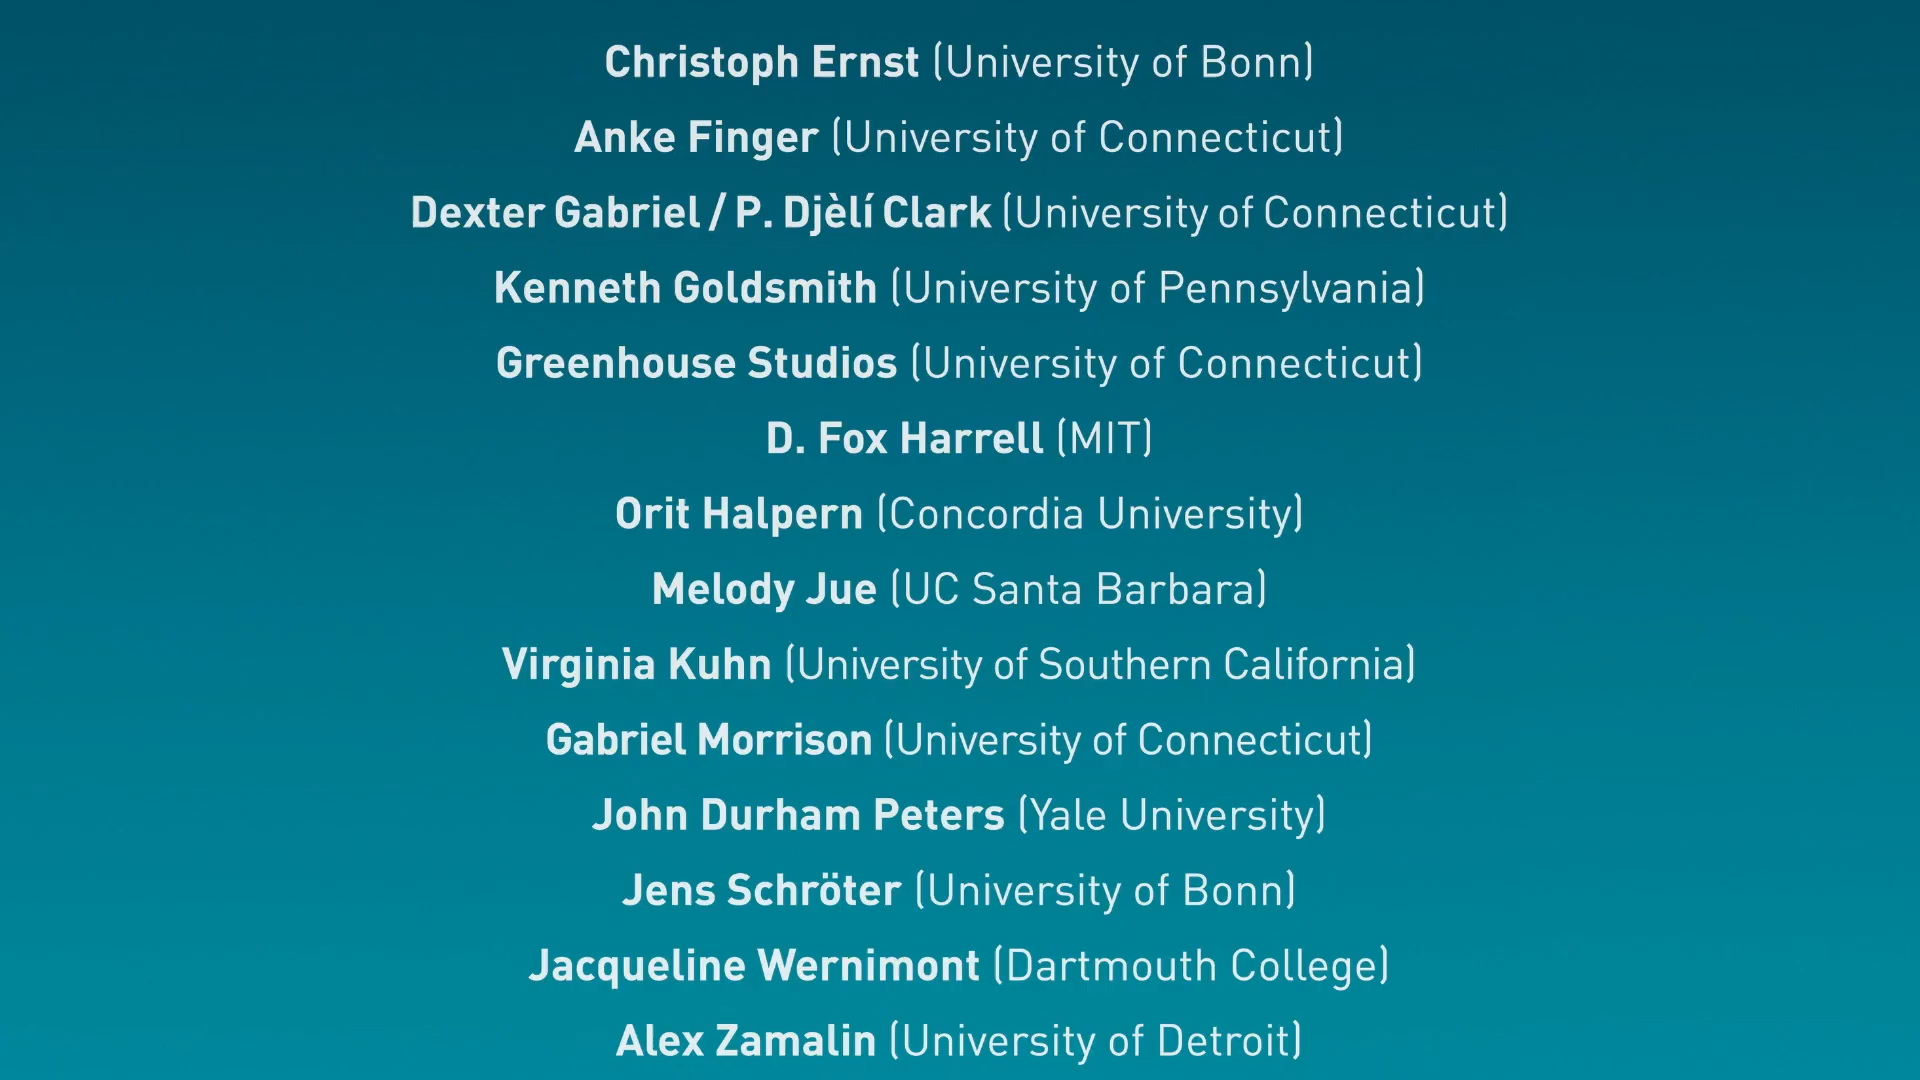 Christoph Ernst (University of Bonn)
Anke Finger (University of Connecticut)
Dexter Gabriel / P. Djèlí Clark (University of Connecticut)
Kenneth Goldsmith (University of Pennsylvania)
Greenhouse Studios (University of Connecticut)
D. Fox Harrell (MIT)
Orit Halpern (Concordia University)
Melody Jue (UC Santa Barbara)
Virginia Kuhn (University of Southern California)
Gabriel Morrison (University of Connecticut)
John Durham Peters (Yale University)
Jens Schröter (University of Bonn)
Jacqueline Wernimont (Dartmouth College)
Alex Zamalin (University of Detroit)